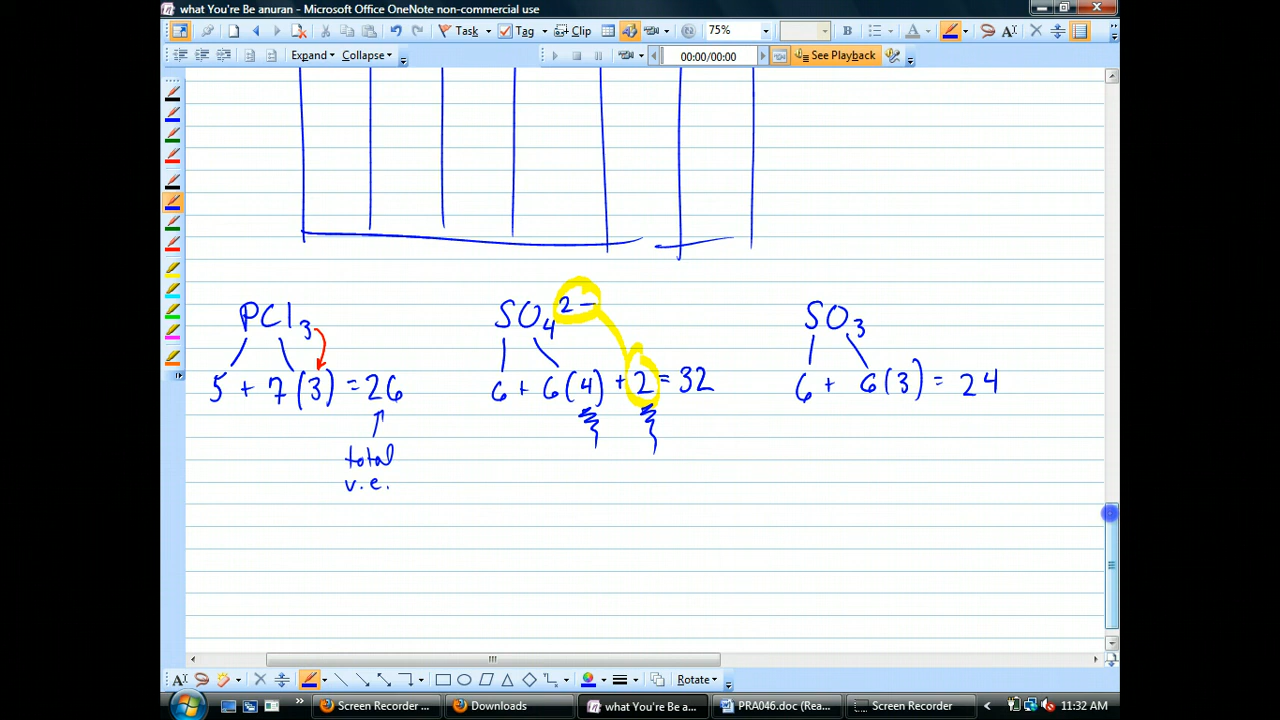 what You're Be anuran - Microsoft Office OneNote non-commercial use
Task Tag Clip 75% B A
Expand Collapse 00:00/00:00 See Playback
PCl3 SO4 2− SO3
5 + 7(3) = 26 6 + 6(4) + 2 = 32 6 + 6(3) = 24
total
v.e.
Rotate
Screen Recorder ... Downloads what You're Be a... PRA046.doc (Rea... Screen Recorder 11:32 AM